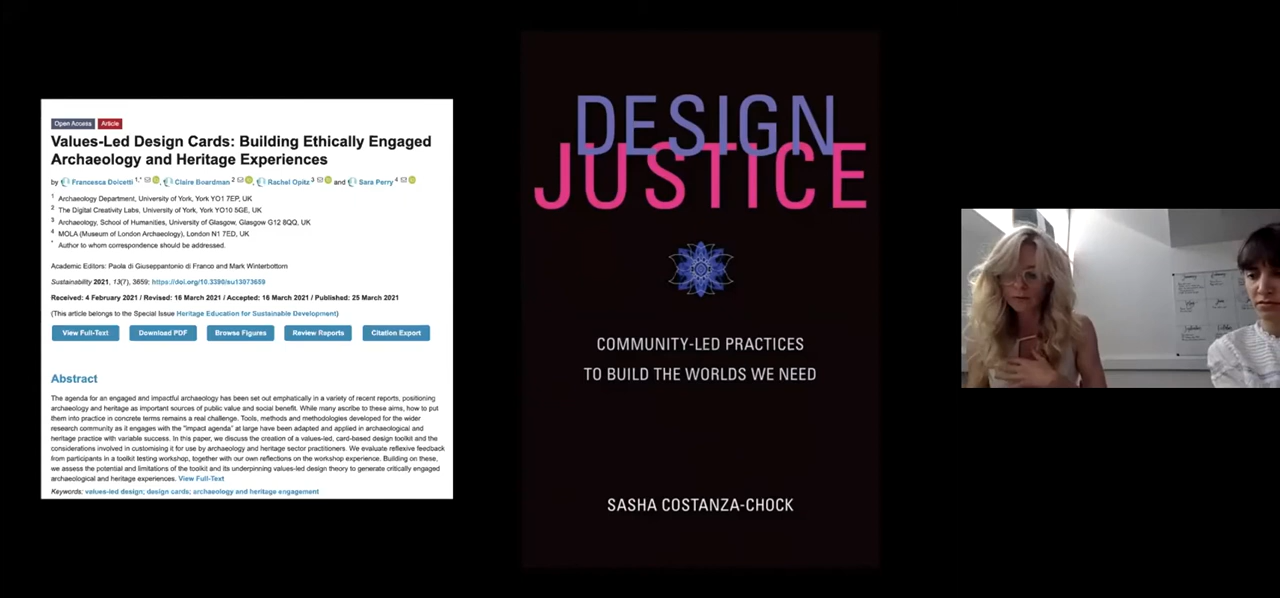 Open Access Article
Values-Led Design Cards: Building Ethically Engaged
Archaeology and Heritage Experiences
by Francesca Dolcetti 1,*, Claire Boardman 2, Rachel Opitz 3 and Sara Perry 4
1 Archaeology Department, University of York, York YO1 7EP, UK
2 The Digital Creativity Labs, University of York, York YO10 5GE, UK
3 Archaeology, School of Humanities, University of Glasgow, Glasgow G12 8QQ, UK
4 MOLA (Museum of London Archaeology), London N1 7ED, UK
* Author to whom correspondence should be addressed.
Academic Editors: Paola di Giuseppantonio di Franco and Mark Winterbottom
Sustainability 2021, 13(7), 3659; https://doi.org/10.3390/su13073659
Received: 4 February 2021 / Revised: 16 March 2021 / Accepted: 16 March 2021 / Published: 25 March 2021
(This article belongs to the Special Issue Heritage Education for Sustainable Development)
View Full-Text Download PDF Browse Figures Review Reports Citation Export
Abstract
The agenda for an engaged and impactful archaeology has been set out emphatically in a variety of recent reports, positioning
archaeology and heritage as important sources of public value and social benefit. While many ascribe to these aims, how to put
them into practice in concrete terms remains a real challenge. Tools, methods and methodologies developed for the wider
research community as it engages with the "impact agenda" at large have been adapted and applied in archaeological and
heritage practice with variable success. In this paper, we discuss the creation of a values-led, card-based design toolkit and the
considerations involved in customising it for use by archaeology and heritage sector practitioners. We evaluate reflexive feedback
from participants in a toolkit testing workshop, together with our own reflections on the workshop experience. Building on these,
we assess the potential and limitations of the toolkit and its underpinning values-led design theory to generate critically engaged
archaeological and heritage experiences. View Full-Text
Keywords: values-led design; design cards; archaeology and heritage engagement
DESIGN
JUSTICE
COMMUNITY-LED PRACTICES
TO BUILD THE WORLDS WE NEED
SASHA COSTANZA-CHOCK